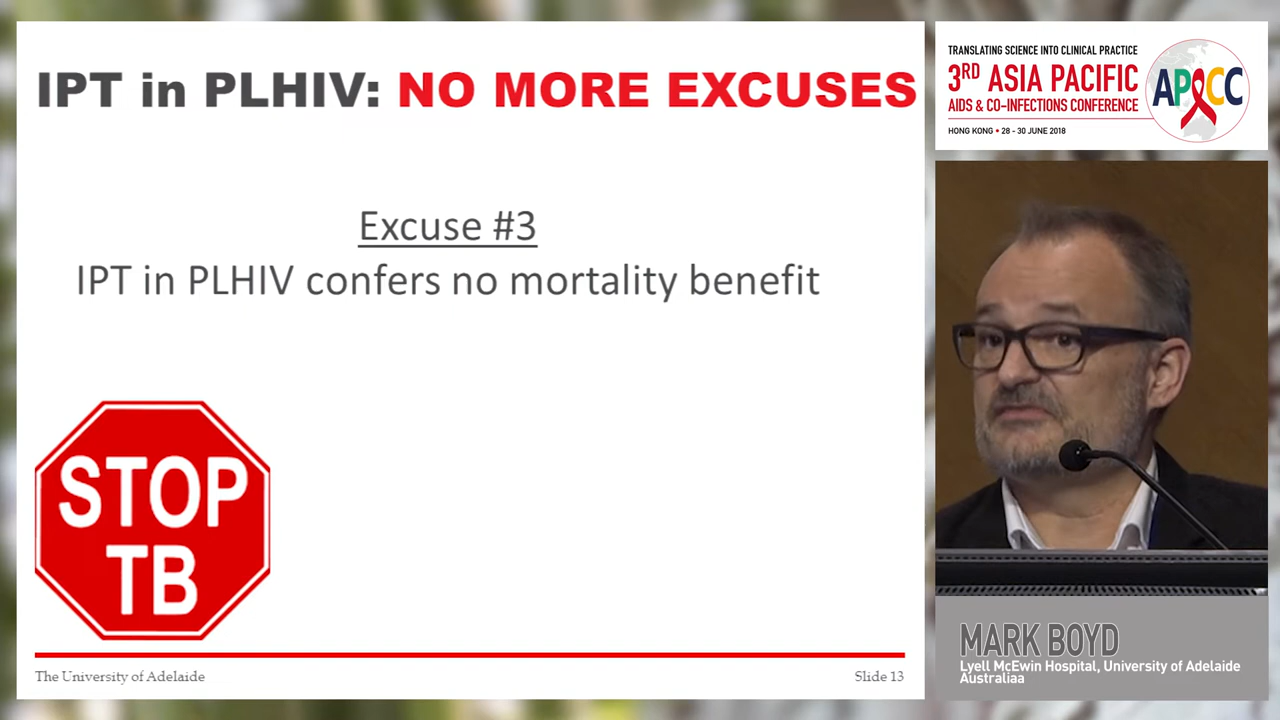 IPT in PLHIV: NO MORE EXCUSES
Excuse #3
IPT in PLHIV confers no mortality benefit
STOP
TB
The University of Adelaide
Slide 13
TRANSLATING SCIENCE INTO CLINICAL PRACTICE
3RD ASIA PACIFIC
AIDS & CO-INFECTIONS CONFERENCE
HONG KONG • 28 - 30 JUNE 2018
APACC
MARK BOYD
Lyell McEwin Hospital, University of Adelaide
Australiaa